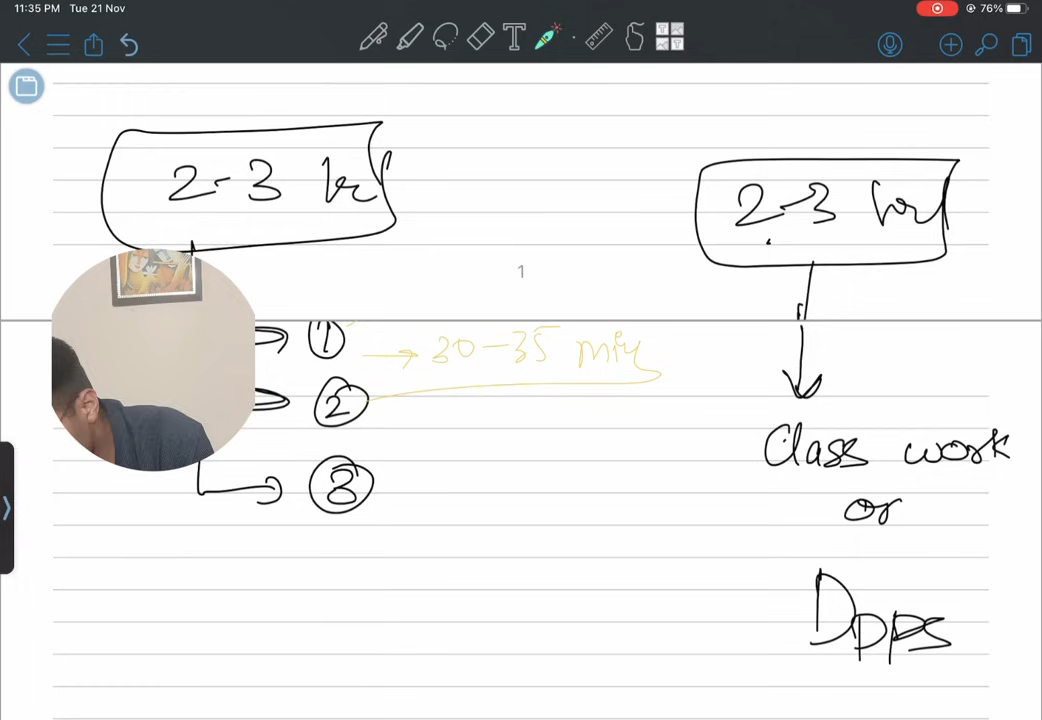 11:35 PM Tue 21 Nov
76%
T
2-3 hr
2-3 hr
1
① → 30-35 min
②
③
Class work
or
DPPS